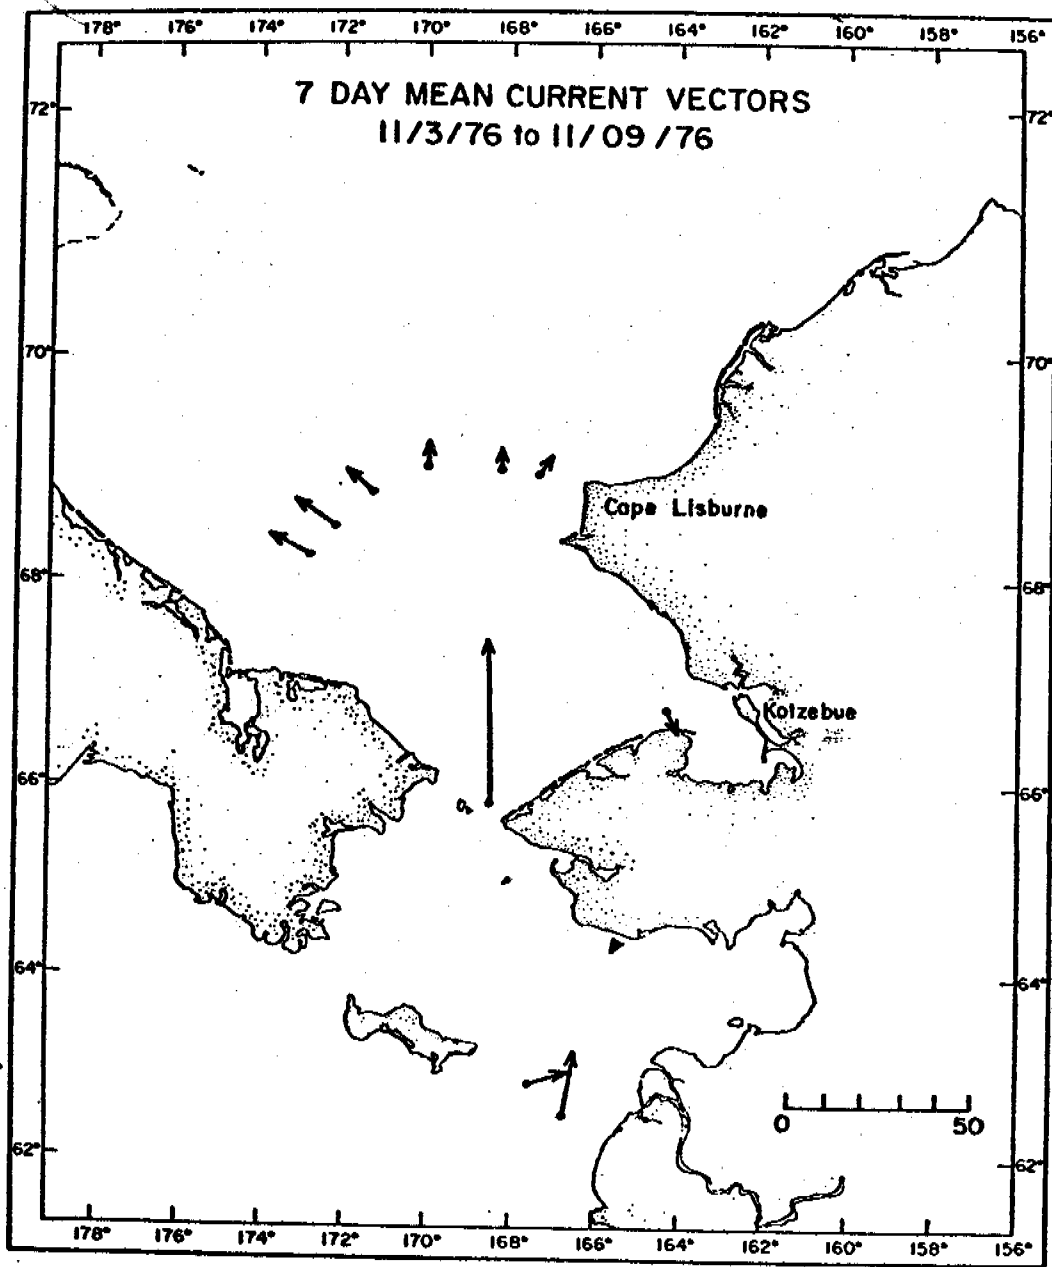 178° 176° 174° 172° 170° 168° 166° 164° 162° 160° 158° 156°
7 DAY MEAN CURRENT VECTORS
11/3/76 to 11/09/76
72° 72°
70° 70°
Cape Lisburne
68° 68°
Kotzebue
66° 66°
64° 64°
0 50
62° 62°
178° 176° 174° 172° 170° 168° 166° 164° 162° 160° 158° 156°